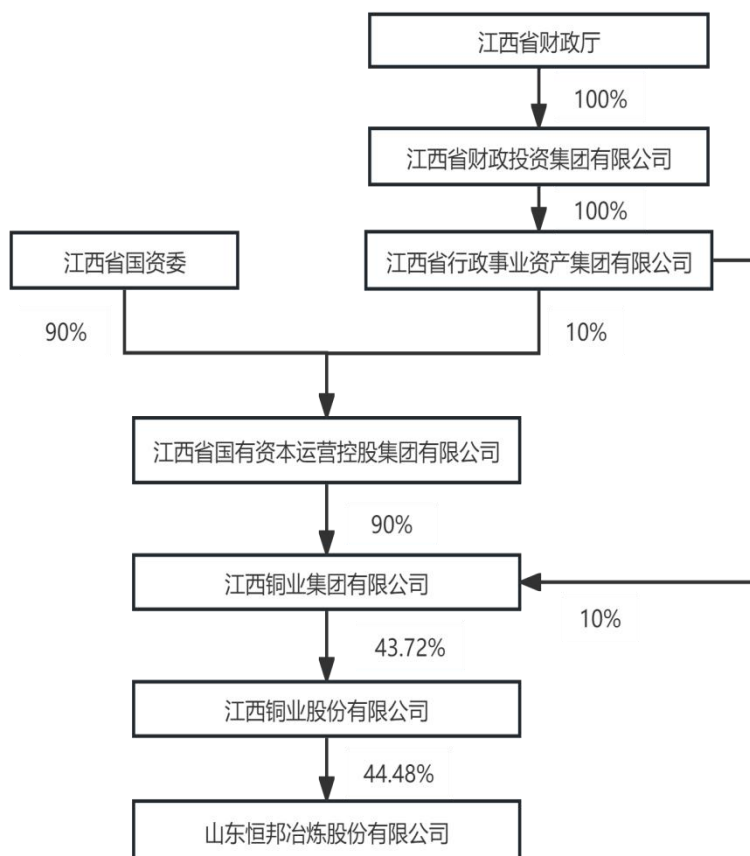 江西省财政厅
100%
江西省财政投资集团有限公司
100%
江西省国资委
江西省行政事业资产集团有限公司
90%
10%
江西省国有资本运营控股集团有限公司
90%
江西铜业集团有限公司
10%
43.72%
江西铜业股份有限公司
44.48%
山东恒邦冶炼股份有限公司